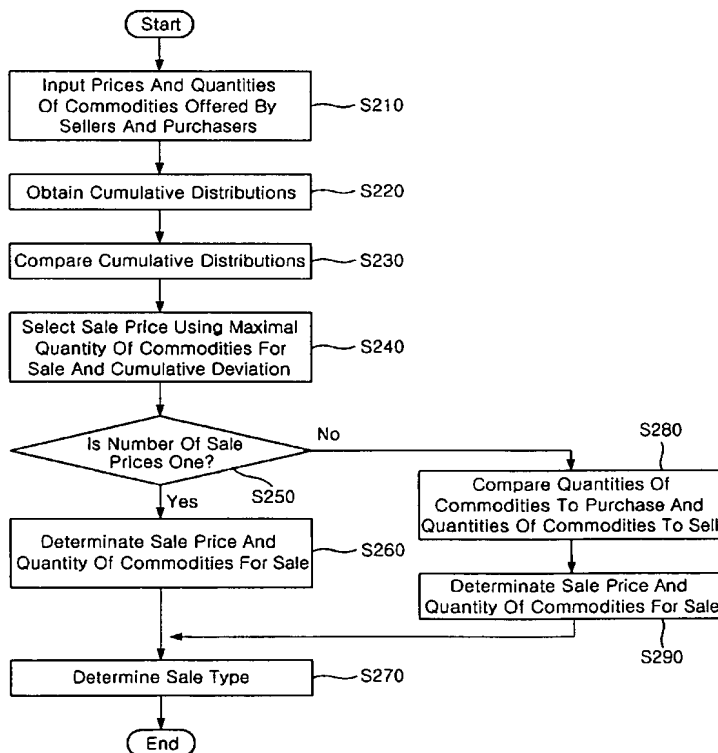 Start
Input Prices And Quantities
Of Commodities Offered By
Sellers And Purchasers
S210
Obtain Cumulative Distributions
S220
Compare Cumulative Distributions
S230
Select Sale Price Using Maximal
Quantity Of Commodities For
Sale And Cumulative Deviation
S240
Is Number Of Sale
Prices One?
S250
No
Yes
S280
Compare Quantities Of
Commodities To Purchase And
Quantities Of Commodities To Sell
Determinate Sale Price And
Quantity Of Commodities For Sale
S260
Determinate Sale Price And
Quantity Of Commodities For Sale
S290
Determine Sale Type
S270
End